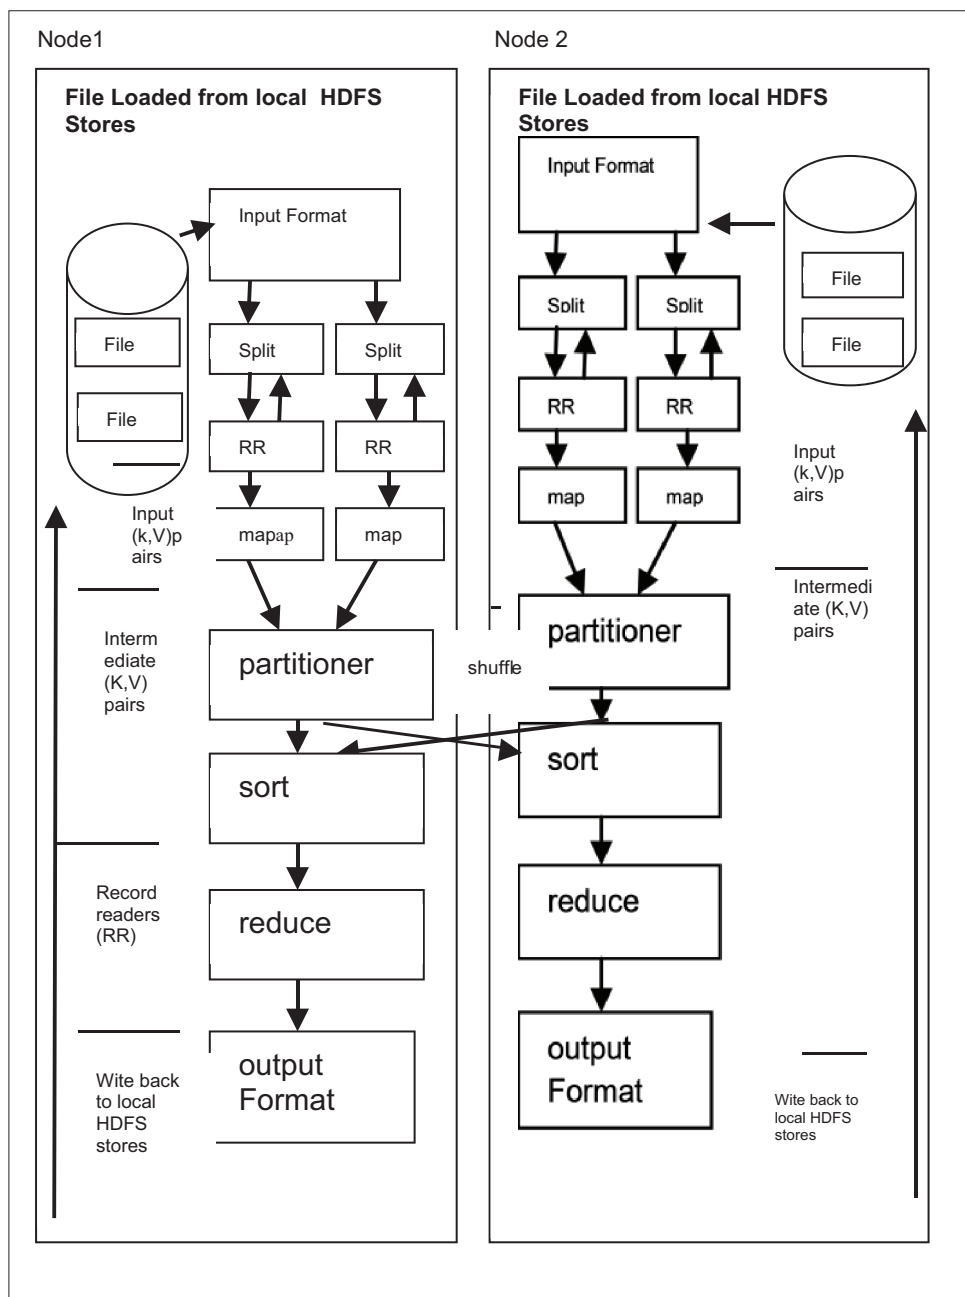 Node1
File Loaded from local HDFS
Stores
Input Format
File
File
Split
Split
RR
RR
Input
(k,V)p
airs
mapap
map
Interm
ediate
(K,V)
pairs
partitioner
shuffle
sort
Record
readers
(RR)
reduce
Wite back
to local
HDFS
stores
output
Format
Node 2
File Loaded from local HDFS
Stores
Input Format
File
File
Split
Split
RR
RR
Input
(k,V)p
airs
map
map
Intermedi
ate (K,V)
pairs
partitioner
sort
reduce
output
Format
Wite back to
local HDFS
stores